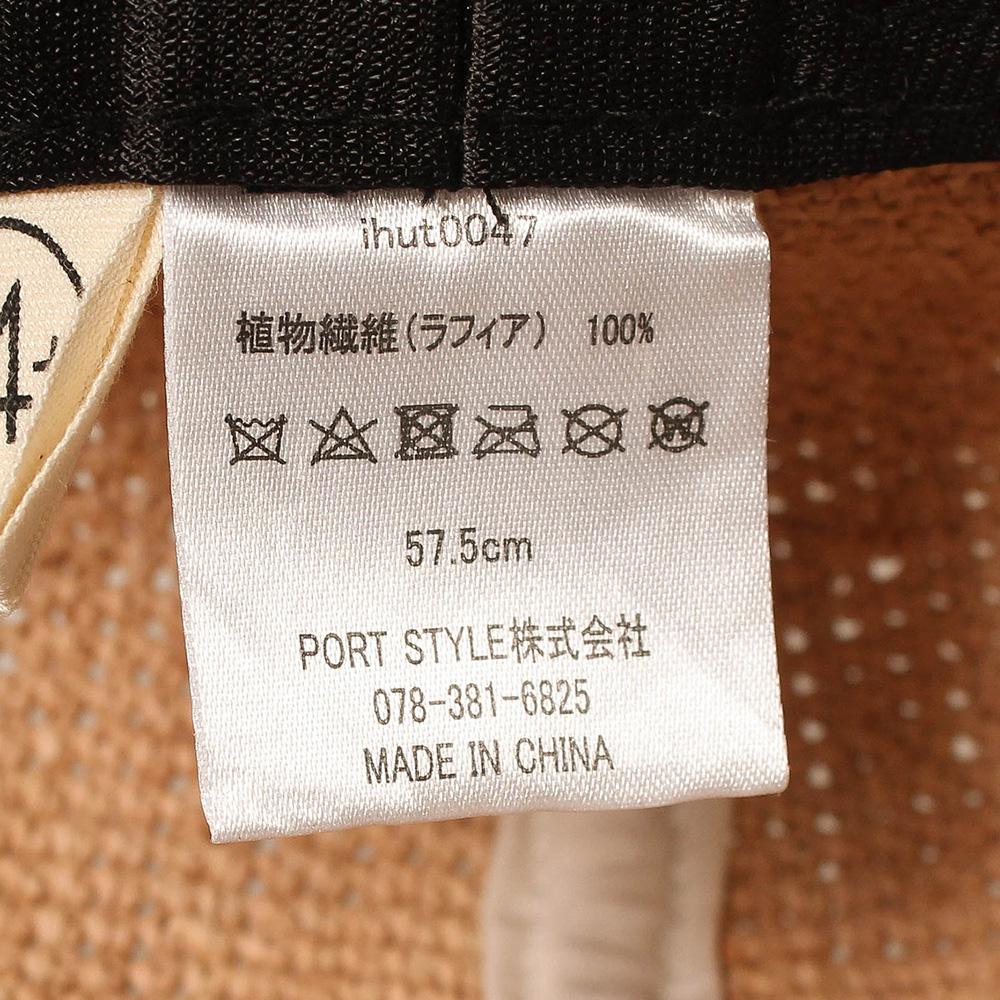 ihut0047
植物繊維(ラフィア) 100%
57.5cm
PORT STYLE株式会社
078-381-6825
MADE IN CHINA